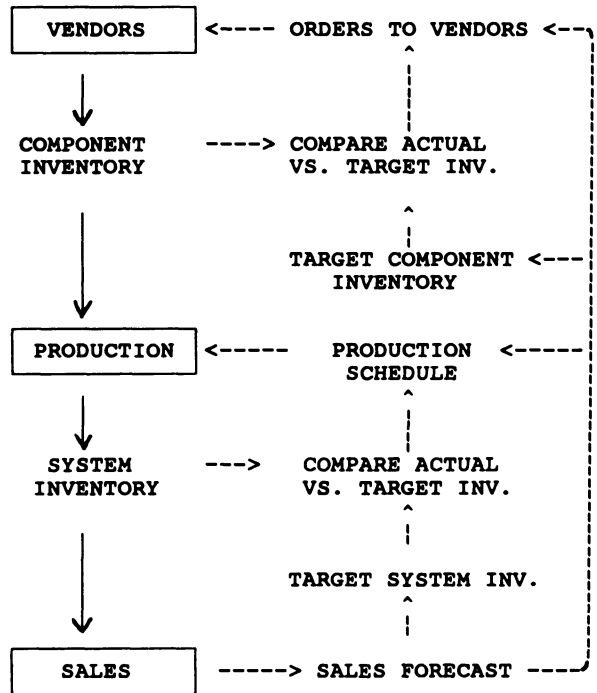 VENDORS
ORDERS TO VENDORS
COMPONENT
INVENTORY
COMPARE ACTUAL
VS. TARGET INV.
TARGET COMPONENT
INVENTORY
PRODUCTION
PRODUCTION
SCHEDULE
SYSTEM
INVENTORY
COMPARE ACTUAL
VS. TARGET INV.
TARGET SYSTEM INV.
SALES
SALES FORECAST